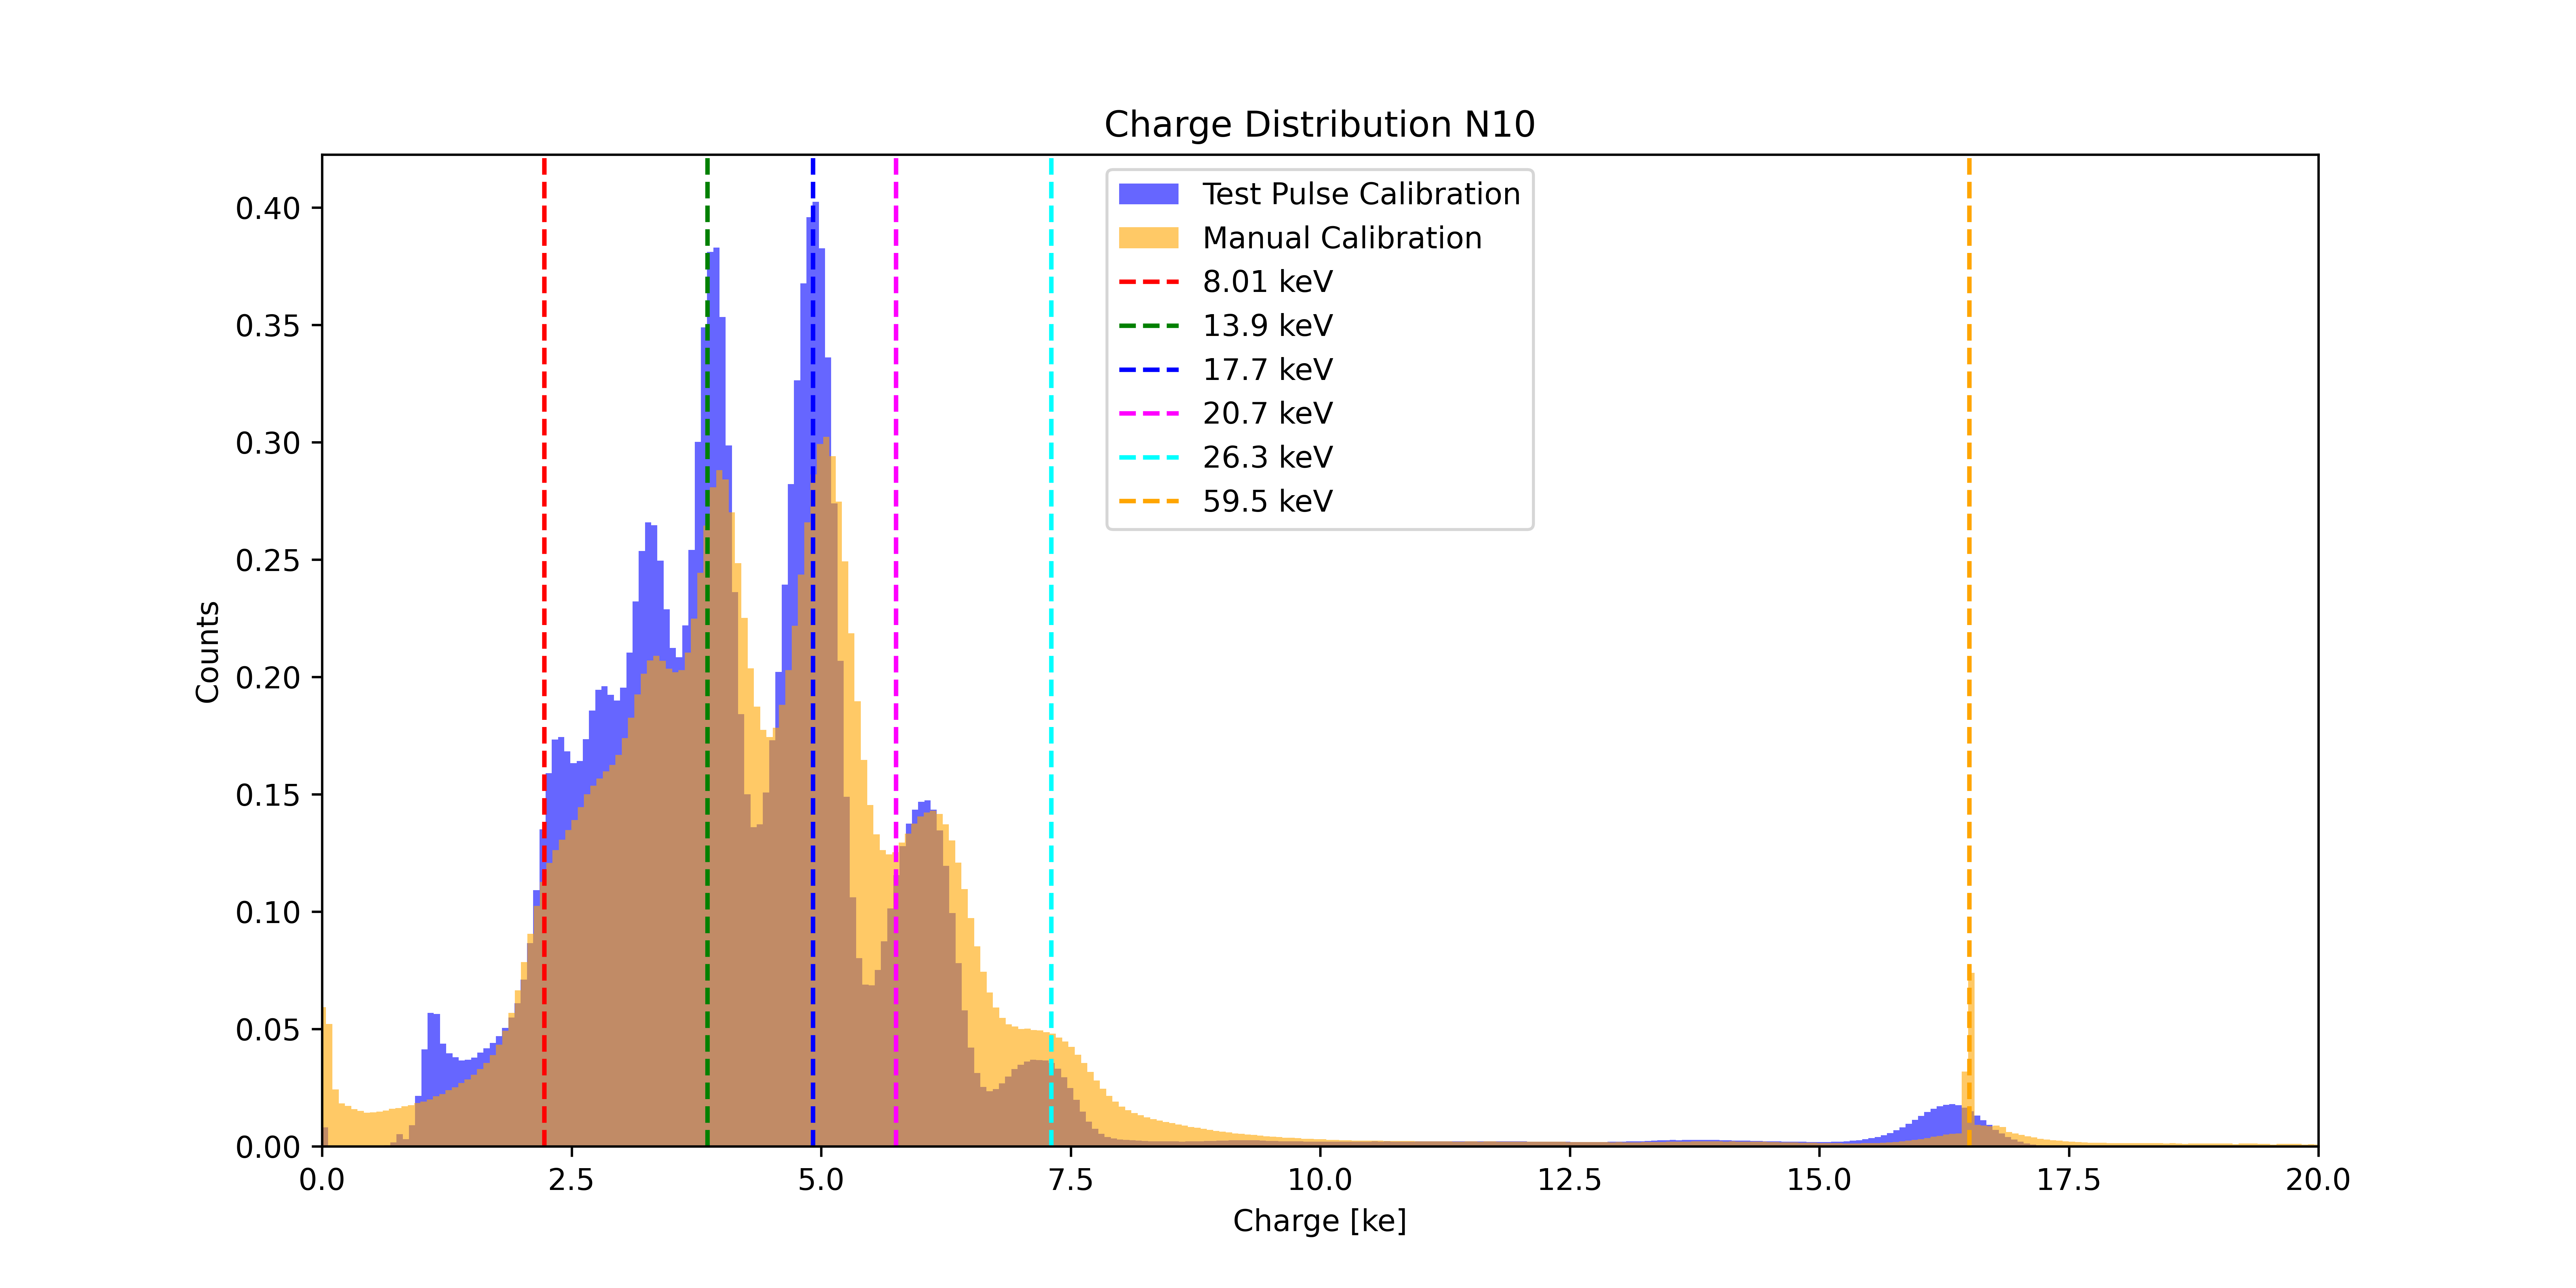 Charge Distribution N10
Test Pulse Calibration
Manual Calibration
8.01 keV
13.9 keV
17.7 keV
20.7 keV
26.3 keV
59.5 keV
Counts
0.40
0.35
0.30
0.25
0.20
0.15
0.10
0.05
0.00
0.0 2.5 5.0 7.5 10.0 12.5 15.0 17.5 20.0
Charge [ke]